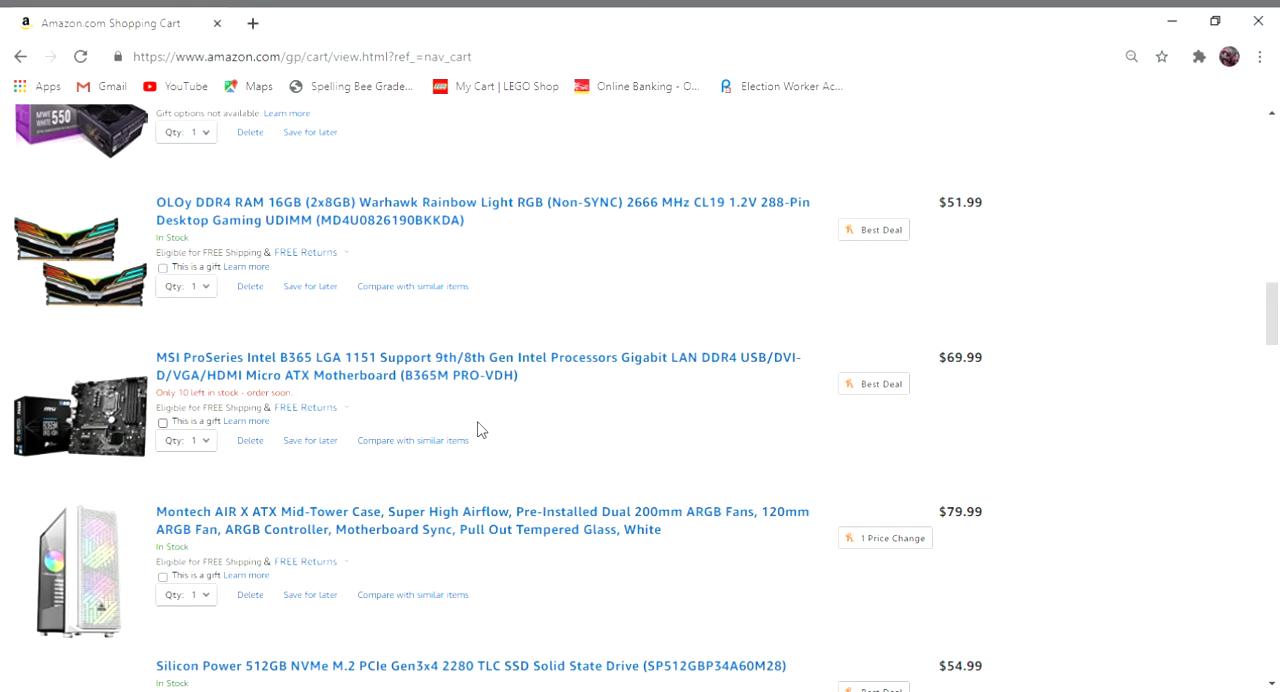 Amazon.com Shopping Cart
https://www.amazon.com/gp/cart/view.html?ref_=nav_cart
Apps Gmail YouTube Maps Spelling Bee Grade... My Cart | LEGO Shop Online Banking - O... Election Worker Ac...
MWE WHITE 550
Gift options not available. Learn more
Qty: 1 Delete Save for later
OLOy DDR4 RAM 16GB (2x8GB) Warhawk Rainbow Light RGB (Non-SYNC) 2666 MHz CL19 1.2V 288-Pin $51.99
Desktop Gaming UDIMM (MD4U0826190BKKDA)
Best Deal
In Stock
Eligible for FREE Shipping & FREE Returns
This is a gift Learn more
Qty: 1 Delete Save for later Compare with similar items
MSI ProSeries Intel B365 LGA 1151 Support 9th/8th Gen Intel Processors Gigabit LAN DDR4 USB/DVI- $69.99
D/VGA/HDMI Micro ATX Motherboard (B365M PRO-VDH)
Best Deal
Only 10 left in stock - order soon.
Eligible for FREE Shipping & FREE Returns
This is a gift Learn more
Qty: 1 Delete Save for later Compare with similar items
Montech AIR X ATX Mid-Tower Case, Super High Airflow, Pre-Installed Dual 200mm ARGB Fans, 120mm $79.99
ARGB Fan, ARGB Controller, Motherboard Sync, Pull Out Tempered Glass, White
1 Price Change
In Stock
Eligible for FREE Shipping & FREE Returns
This is a gift Learn more
Qty: 1 Delete Save for later Compare with similar items
Silicon Power 512GB NVMe M.2 PCIe Gen3x4 2280 TLC SSD Solid State Drive (SP512GBP34A60M28) $54.99
In Stock
Best Deal